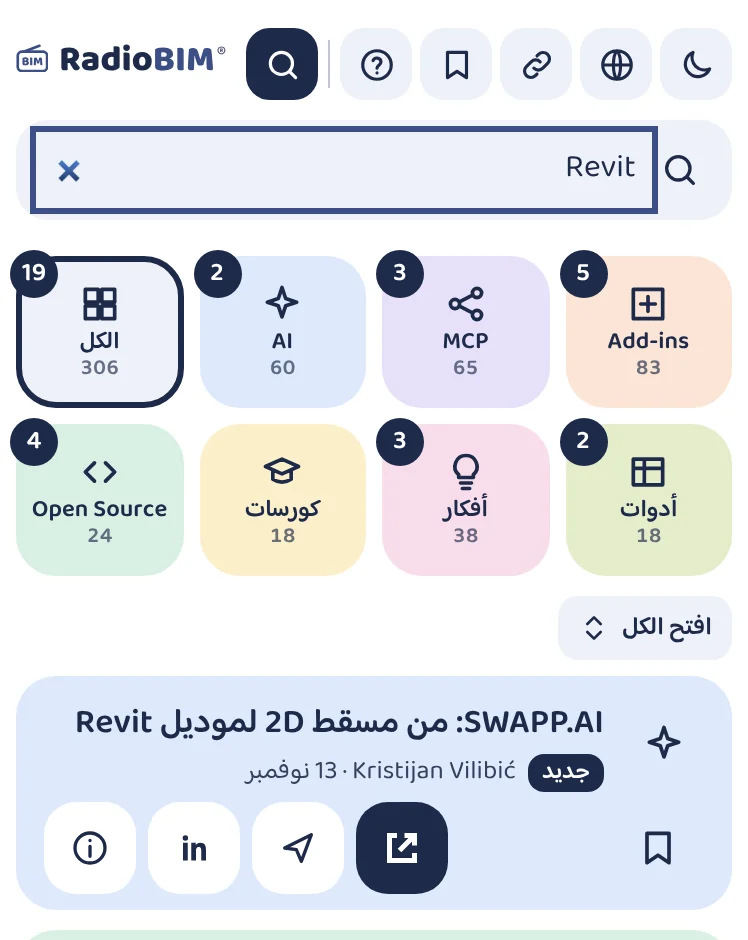 BIM RadioBIM®
Revit
5
Add-ins
83
3
MCP
65
2
AI
60
19
الكل
306
2
أدوات
18
3
أفكار
38
كورسات
18
4
Open Source
24
افتح الكل
SWAPP.AI: من مسقط 2D لموديل Revit
جديد Kristijan Vilibić · 13 نوفمبر
in